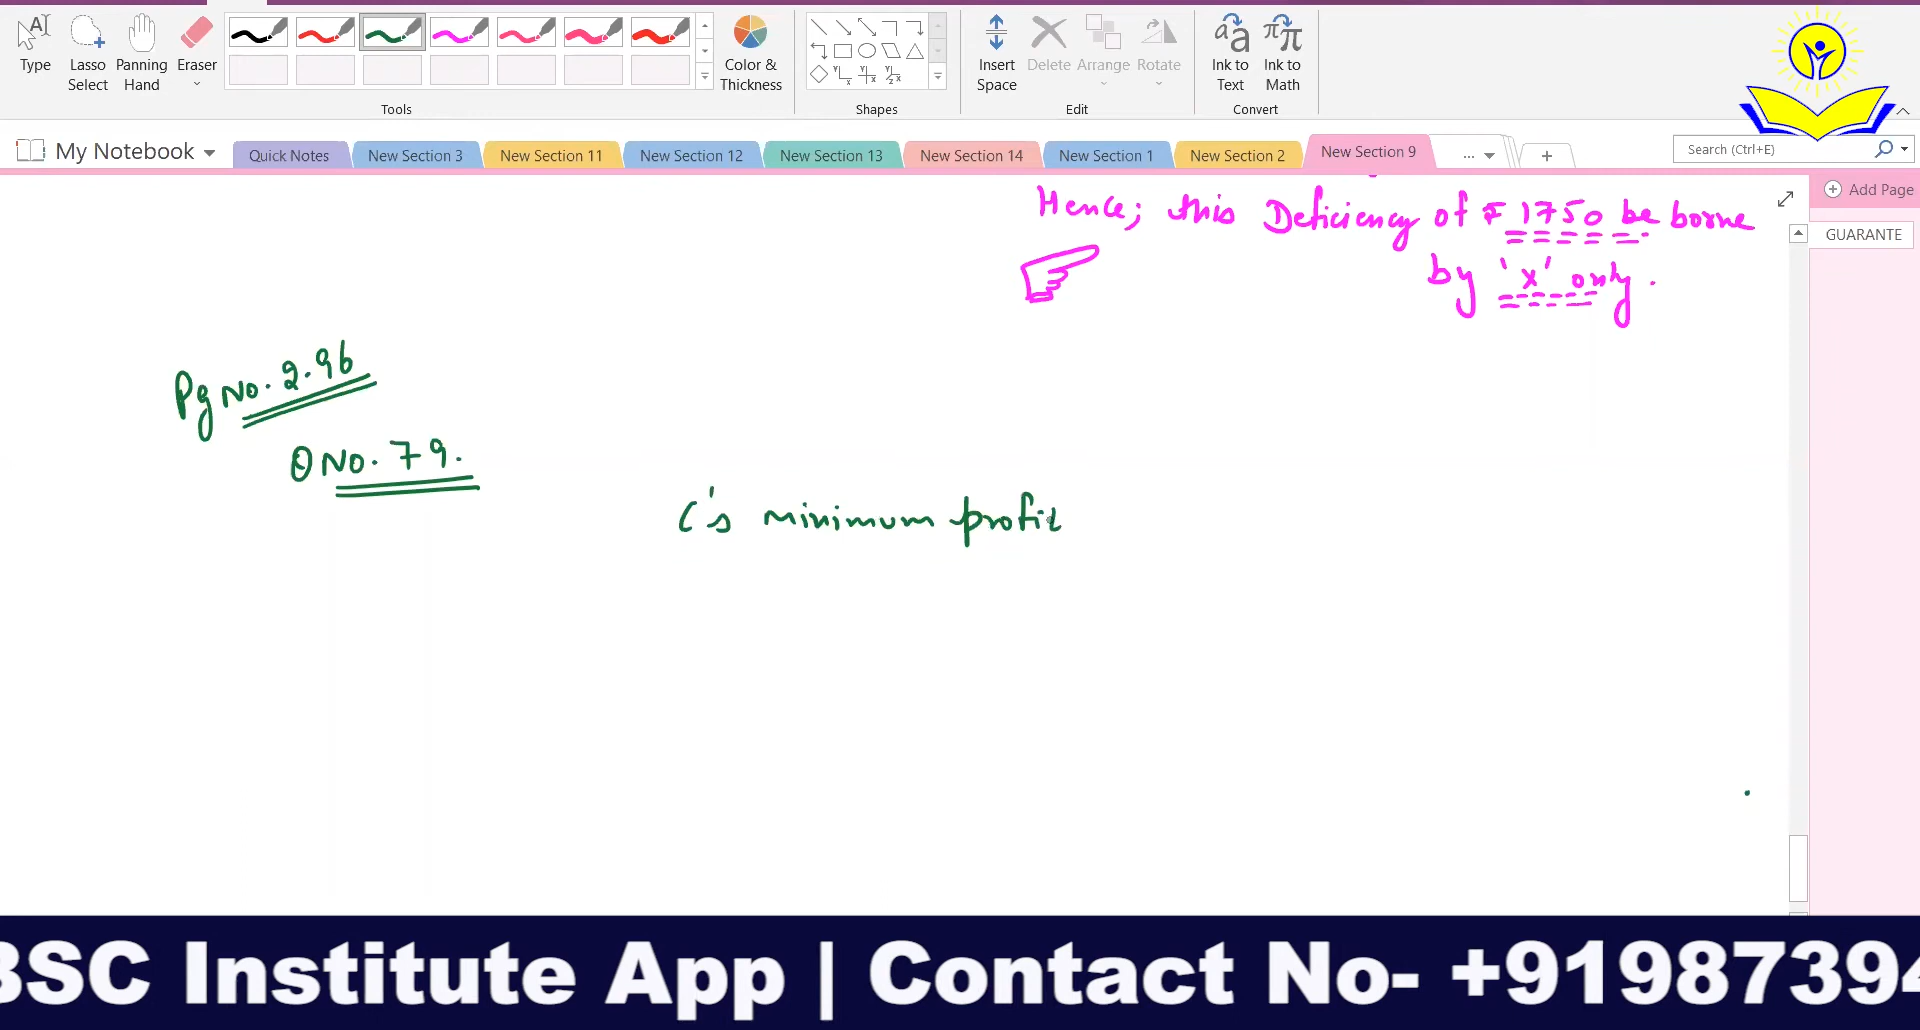 Type
Lasso Select
Panning Hand
Eraser
Tools
Color & Thickness
Shapes
Insert Space
Delete
Arrange
Rotate
Edit
Ink to Text
Ink to Math
Convert
My Notebook
Quick Notes
New Section 3
New Section 11
New Section 12
New Section 13
New Section 14
New Section 1
New Section 2
New Section 9
...
Search (Ctrl+E)
Add Page
GUARANTE
Hence; this Deficiency of ₹ 1750 be borne
by 'X' only.
Pg No. 2.96
Q No. 79.
C's minimum profit
BSC Institute App | Contact No- +9198739